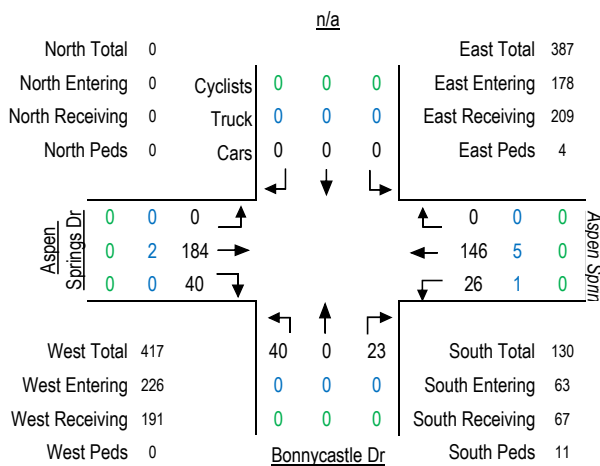 n/a
North Total 0
North Entering 0
North Receiving 0
North Peds 0
East Total 387
East Entering 178
East Receiving 209
East Peds 4
Cyclists 0 0 0
Truck 0 0 0
Cars 0 0 0
Aspen
Springs Dr
0 0 0
0 2 184
0 0 40
0 0 0
146 5 0
26 1 0
Aspen Sprin
40 0 23
0 0 0
0 0 0
Bonnycastle Dr
West Total 417
West Entering 226
West Receiving 191
West Peds 0
South Total 130
South Entering 63
South Receiving 67
South Peds 11